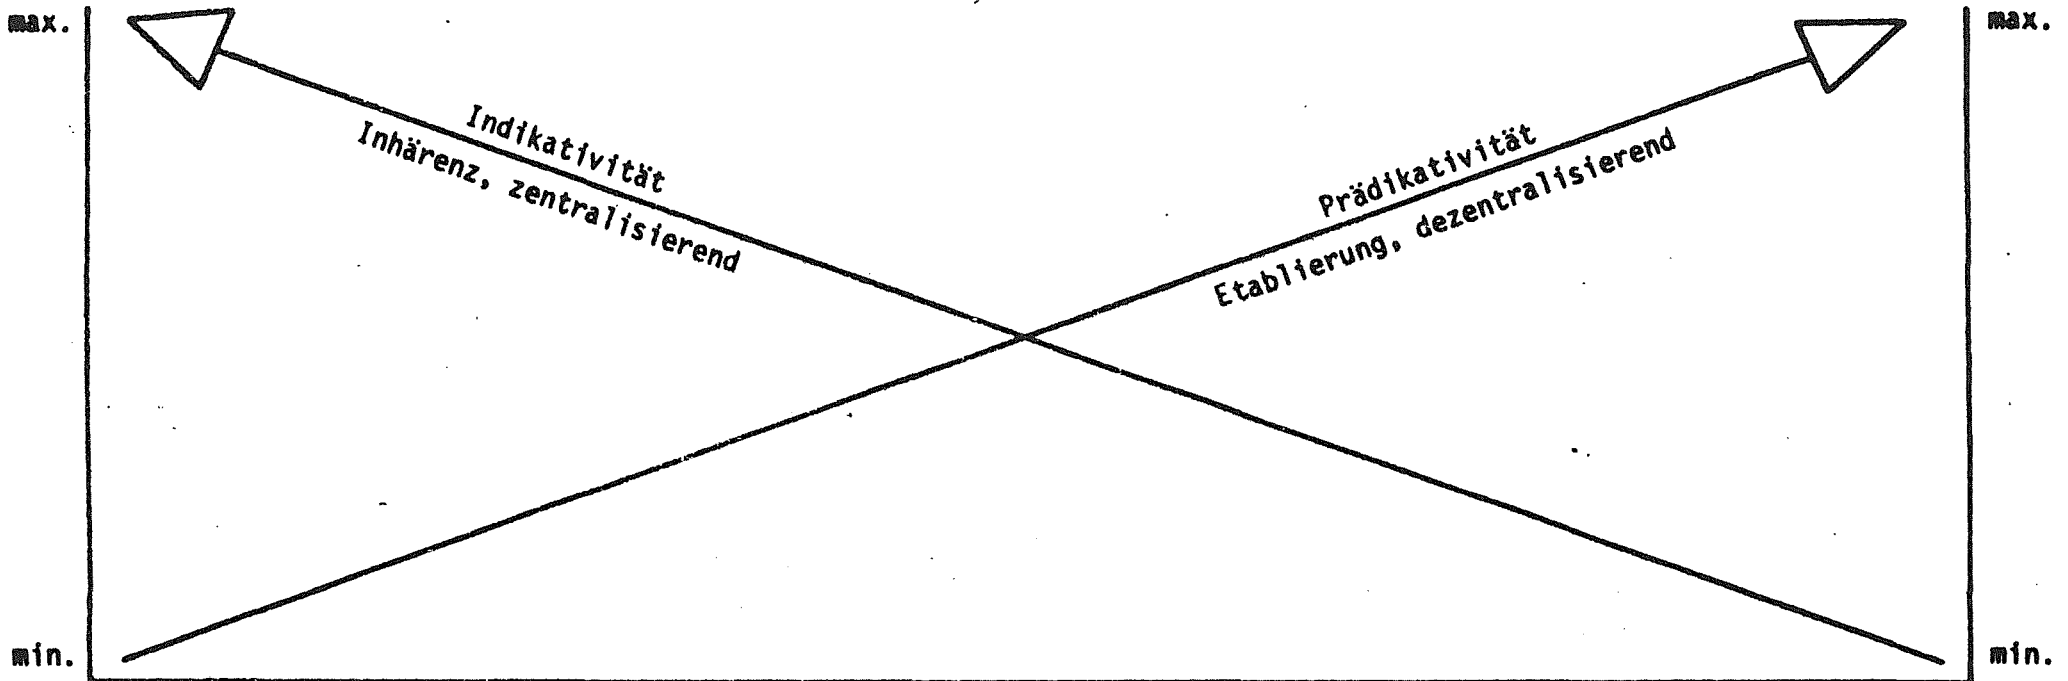 max.
max.
Indikativität
Inhärenz, zentralisierend
Prädikativität
Etablierung, dezentralisierend
min.
min.